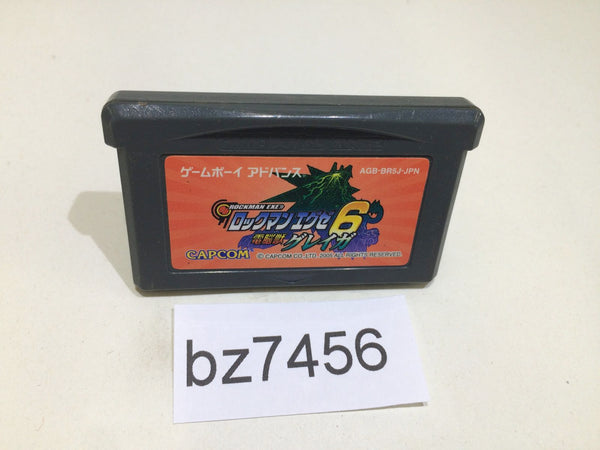 ゲームボーイ アドバンス
AGB-BR5J-JPN
ROCKMAN EXE
ロックマンエグゼ6
電脳獣グレイガ
CAPCOM
© CAPCOM CO., LTD. 2005 ALL RIGHTS RESERVED.
bz7456